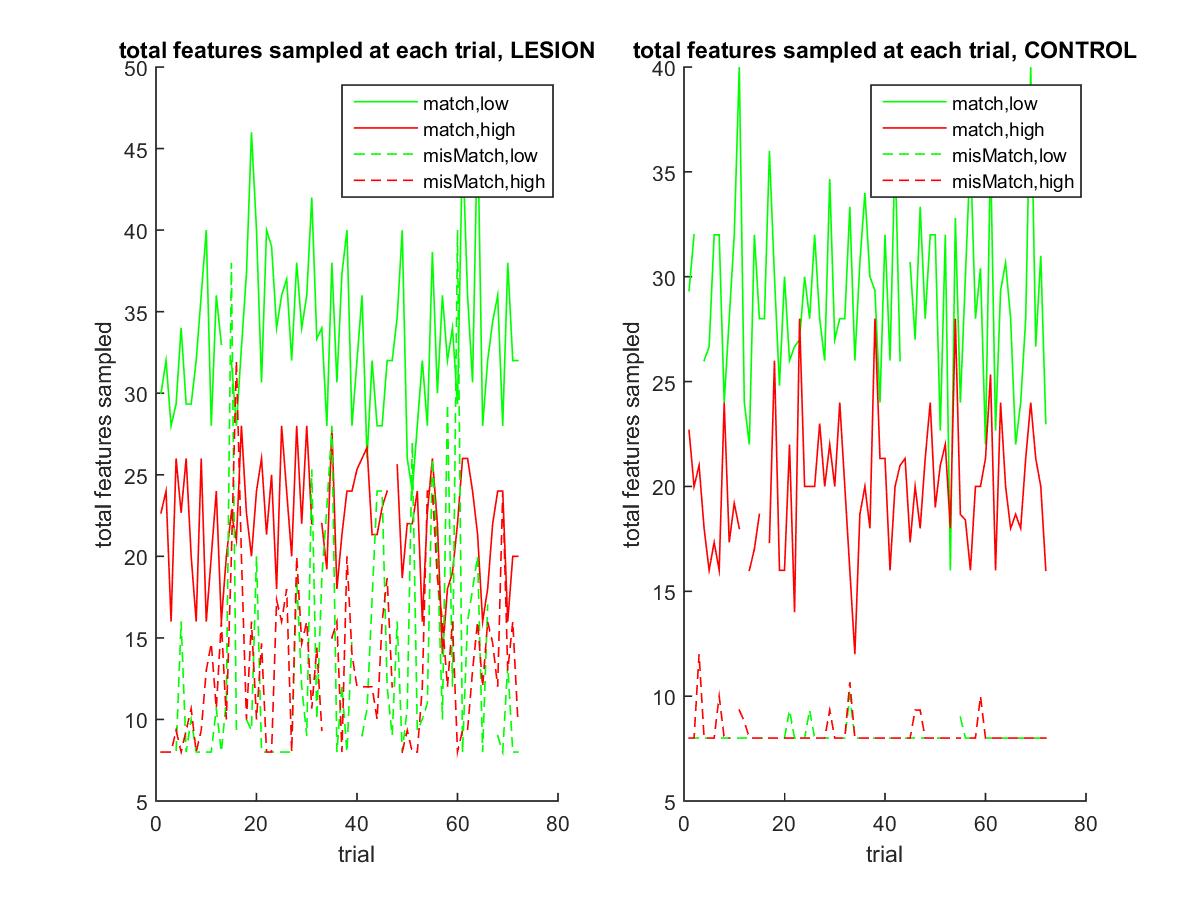 total features sampled at each trial, LESION
total features sampled
50
45
40
35
30
25
20
15
10
5
0
20
40
60
80
trial
match,low
match,high
misMatch,low
misMatch,high
total features sampled at each trial, CONTROL
total features sampled
40
35
30
25
20
15
10
5
0
20
40
60
80
trial
match,low
match,high
misMatch,low
misMatch,high